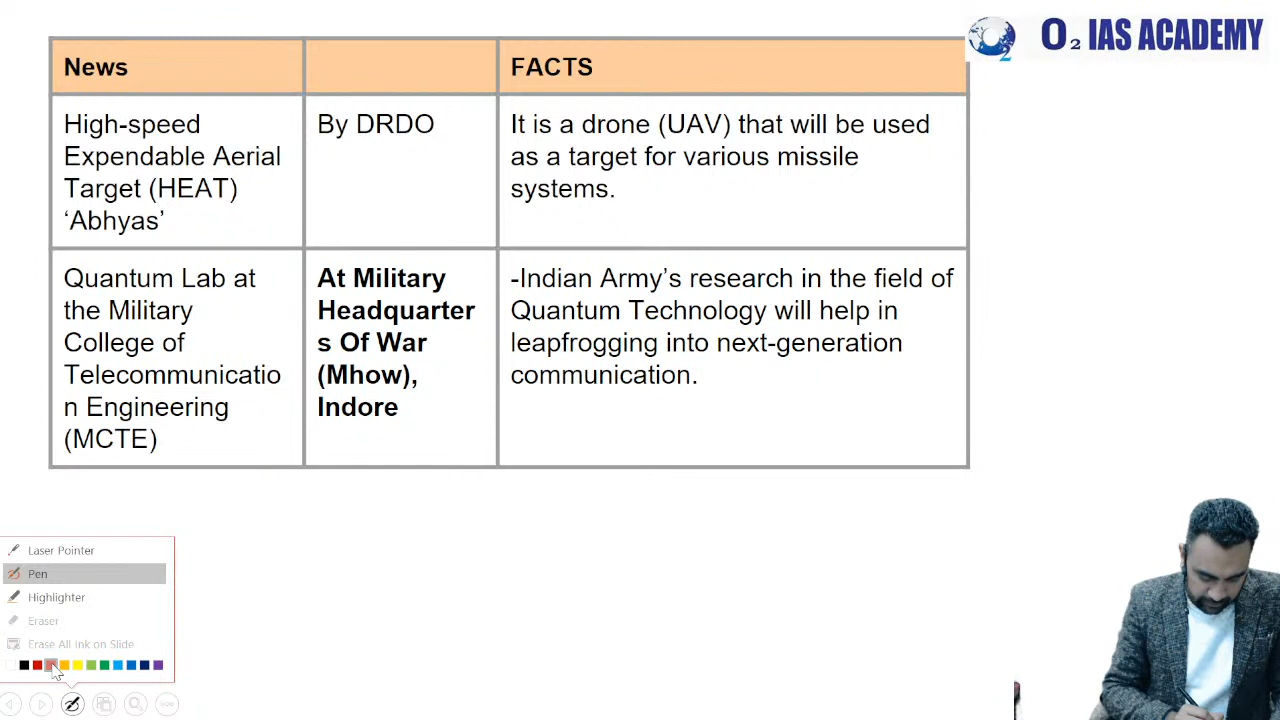 O2 IAS ACADEMY
2
News
FACTS
High-speed
Expendable Aerial
Target (HEAT)
‘Abhyas’
By DRDO
It is a drone (UAV) that will be used
as a target for various missile
systems.
Quantum Lab at
the Military
College of
Telecommunicatio
n Engineering
(MCTE)
At Military
Headquarter
s Of War
(Mhow),
Indore
-Indian Army’s research in the field of
Quantum Technology will help in
leapfrogging into next-generation
communication.
Laser Pointer
Pen
Highlighter
Eraser
Erase All Ink on Slide